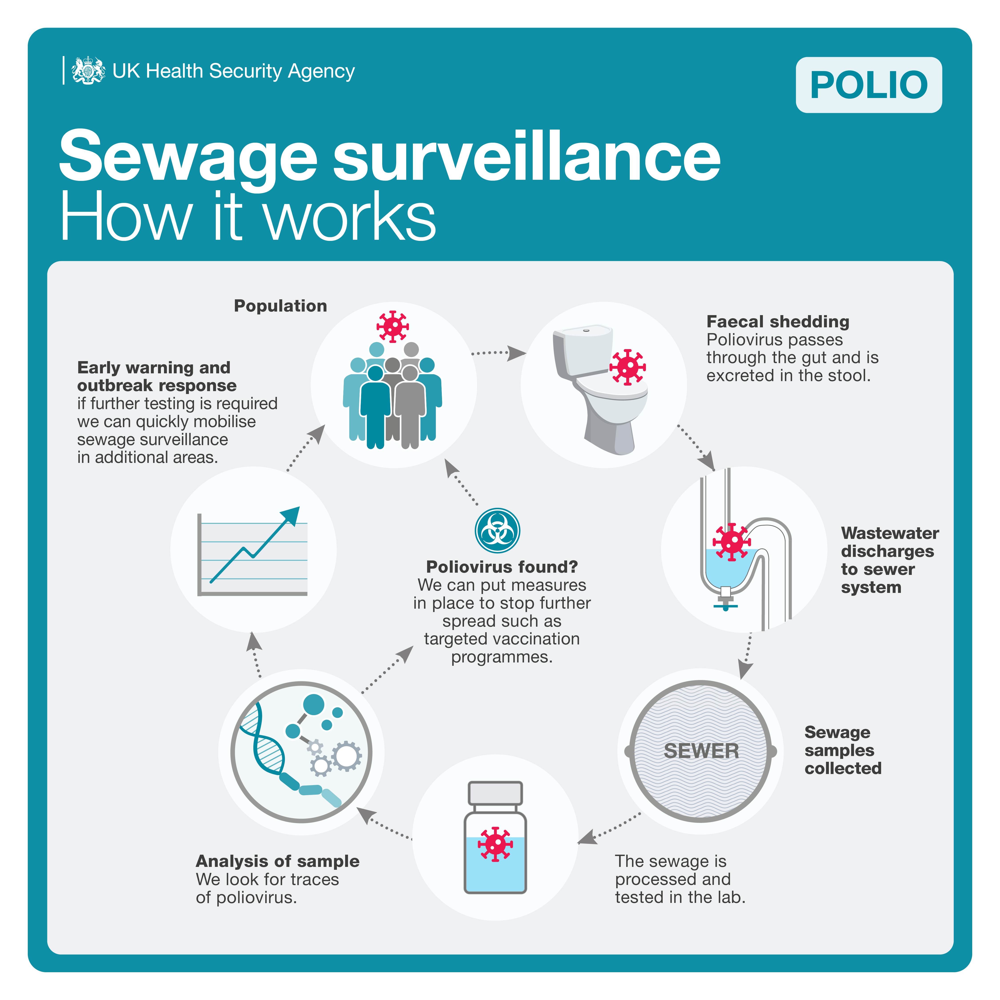 UK Health Security Agency
POLIO
Sewage surveillance
How it works
Population
Faecal shedding
Poliovirus passes
through the gut and is
excreted in the stool.
Early warning and
outbreak response
if further testing is required
we can quickly mobilise
sewage surveillance
in additional areas.
Wastewater
discharges
to sewer
system
Poliovirus found?
We can put measures
in place to stop further
spread such as
targeted vaccination
programmes.
SEWER
Sewage
samples
collected
The sewage is
processed and
tested in the lab.
Analysis of sample
We look for traces
of poliovirus.